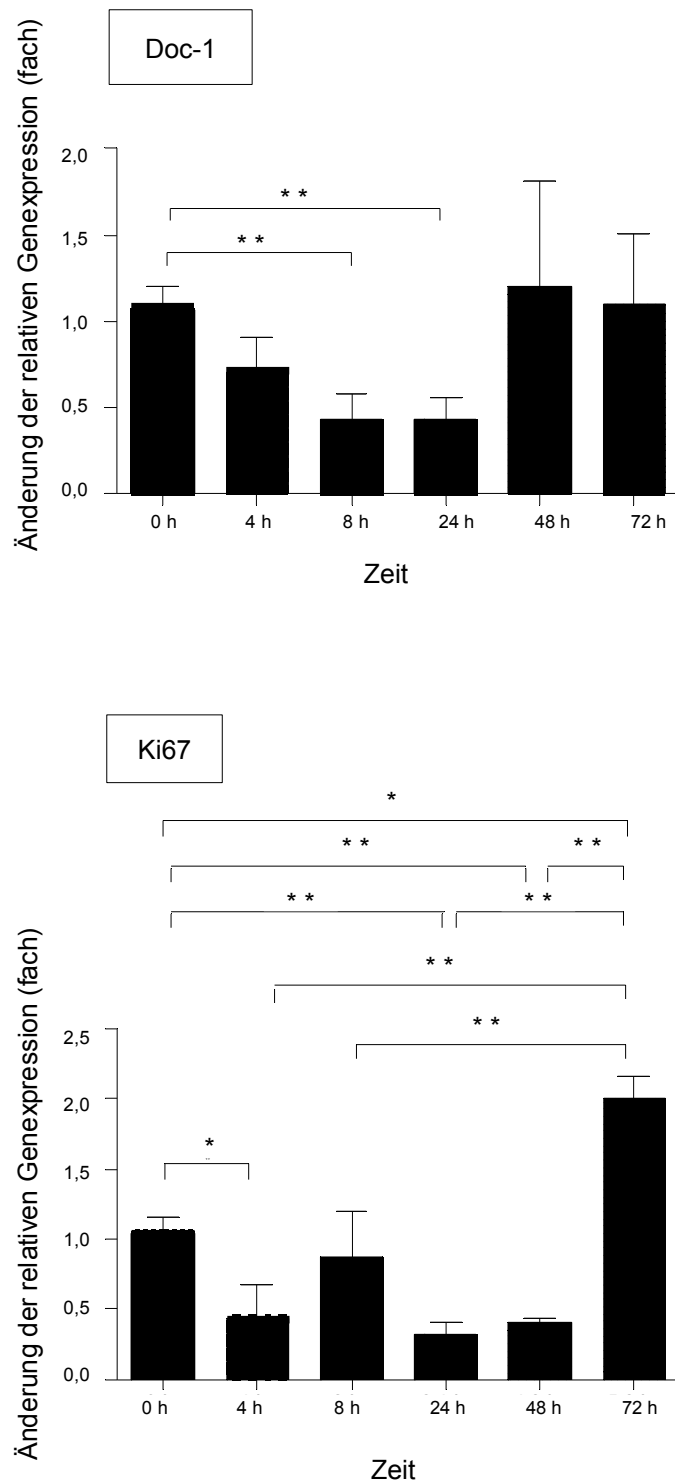 Doc-1
Änderung der relativen Genexpression (fach)
2,0
* *
1,5
* *
1,0
0,5
0,0
0 h 4 h 8 h 24 h 48 h 72 h
Zeit
Ki67
*
* * * *
* * * *
* *
Änderung der relativen Genexpression (fach)
2,5
* *
2,0
1,5
*
1,0
0,5
0,0
0 h 4 h 8 h 24 h 48 h 72 h
Zeit